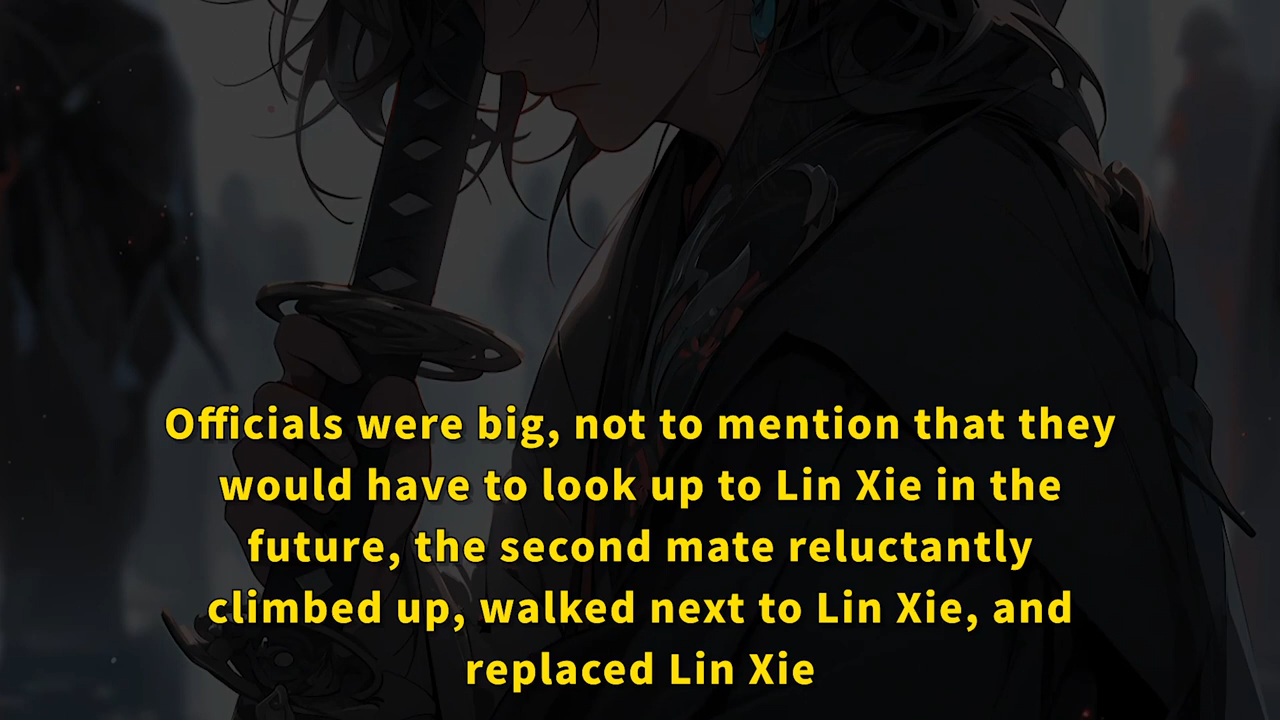 Officials were big, not to mention that they
would have to look up to Lin Xie in the
future, the second mate reluctantly
climbed up, walked next to Lin Xie, and
replaced Lin Xie